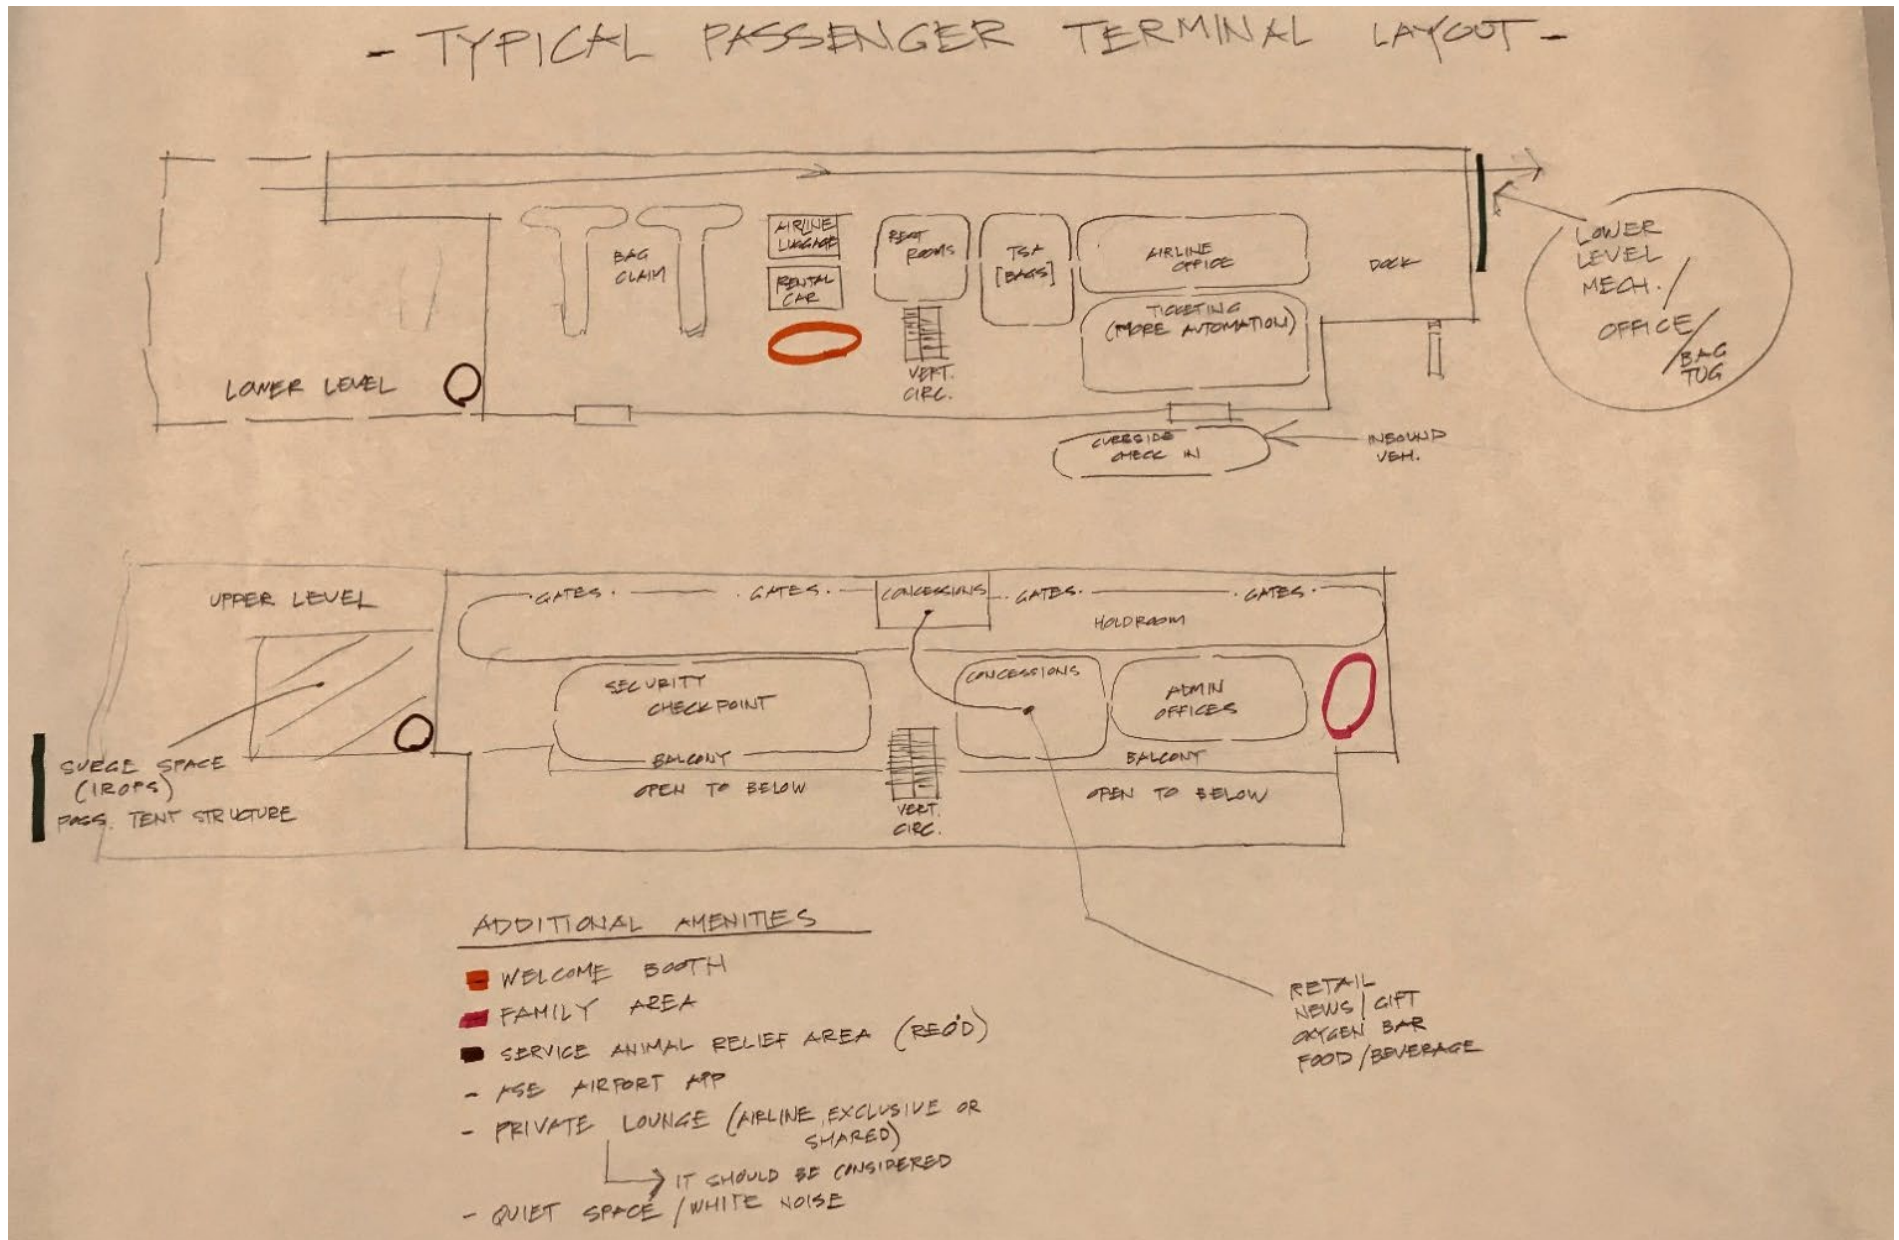 - TYPICAL PASSENGER TERMINAL LAYOUT -
AIRLINE
LUGGAGE
RENTAL
CAR
BAG
CLAIM
REST
ROOMS
TSA
[BAGS]
AIRLINE
OFFICE
TICKETING
(MORE AUTOMATION)
DOCK
LOWER
LEVEL
MECH. /
OFFICE /
BAG
TUG
LOWER LEVEL
VERT.
CIRC.
CURBSIDE
CHECK IN
INBOUND
VEH.
UPPER LEVEL
GATES.
GATES.
CONCESSIONS
GATES.
GATES.
HOLDROOM
SECURITY
CHECKPOINT
CONCESSIONS
ADMIN
OFFICES
BALCONY
BALCONY
OPEN TO BELOW
OPEN TO BELOW
VERT.
CIRC.
SURGE SPACE
(IROPS)
PASS. TENT STRUCTURE
ADDITIONAL AMENITIES
WELCOME BOOTH
FAMILY AREA
SERVICE ANIMAL RELIEF AREA (REQ'D)
- ASE AIRPORT APP
- PRIVATE LOUNGE (AIRLINE EXCLUSIVE OR
SHARED)
IT SHOULD BE CONSIDERED
- QUIET SPACE / WHITE NOISE
RETAIL
NEWS / GIFT
OXYGEN BAR
FOOD / BEVERAGE